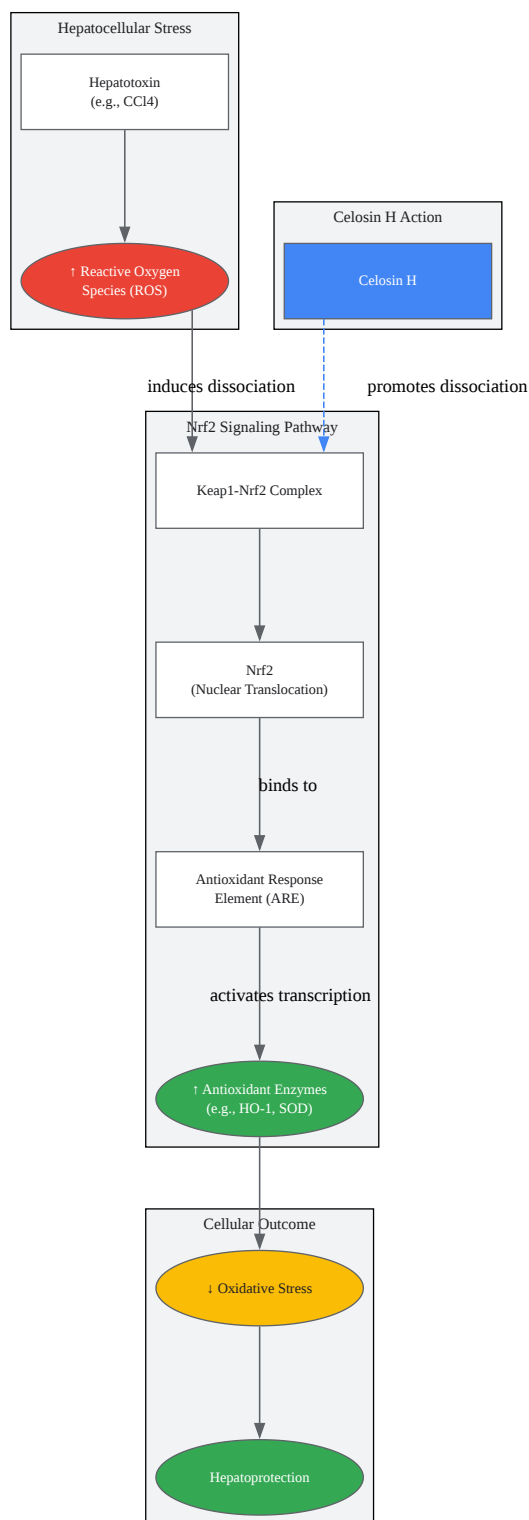 Hepatocellular Stress
Hepatotoxin
(e.g., CCl4)
↑ Reactive Oxygen
Species (ROS)
Celosin H Action
Celosin H
induces dissociation
promotes dissociation
Nrf2 Signaling Pathway
Keap1-Nrf2 Complex
Nrf2
(Nuclear Translocation)
binds to
Antioxidant Response
Element (ARE)
activates transcription
↑ Antioxidant Enzymes
(e.g., HO-1, SOD)
Cellular Outcome
↓ Oxidative Stress
Hepatoprotection